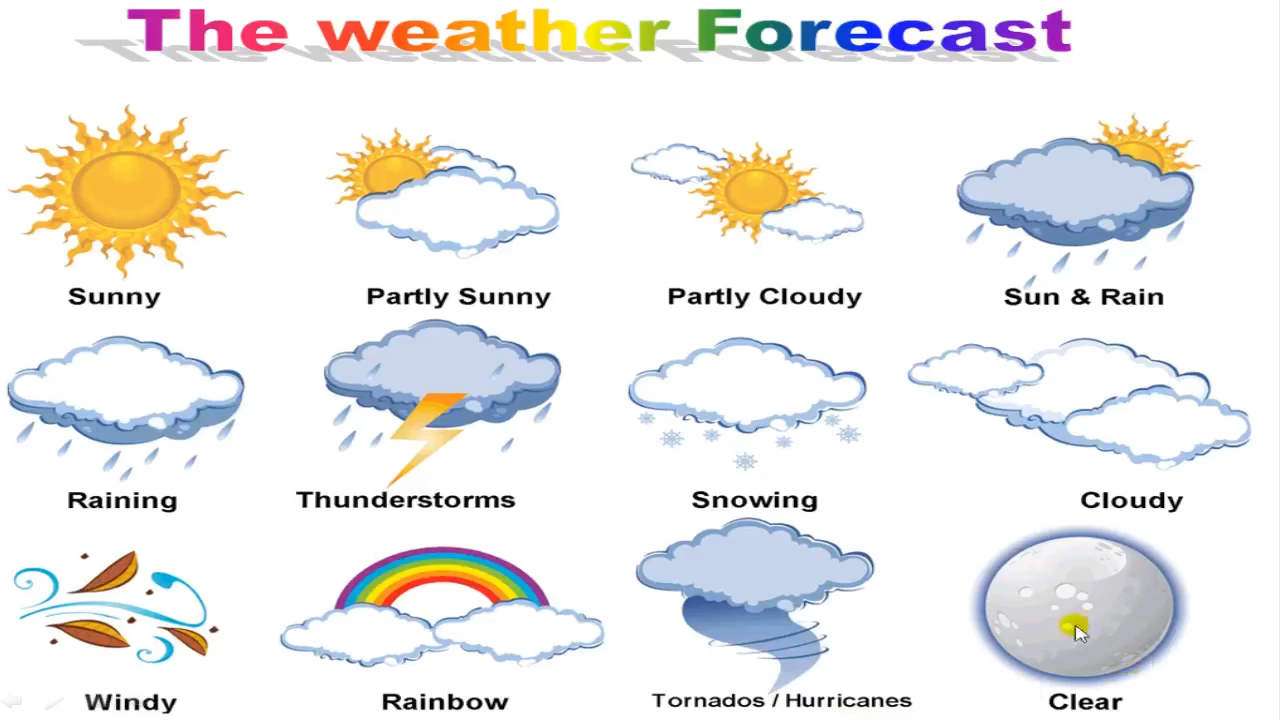 The weather Forecast
Sunny
Partly Sunny
Partly Cloudy
Sun & Rain
Raining
Thunderstorms
Snowing
Cloudy
Windy
Rainbow
Tornados / Hurricanes
Clear